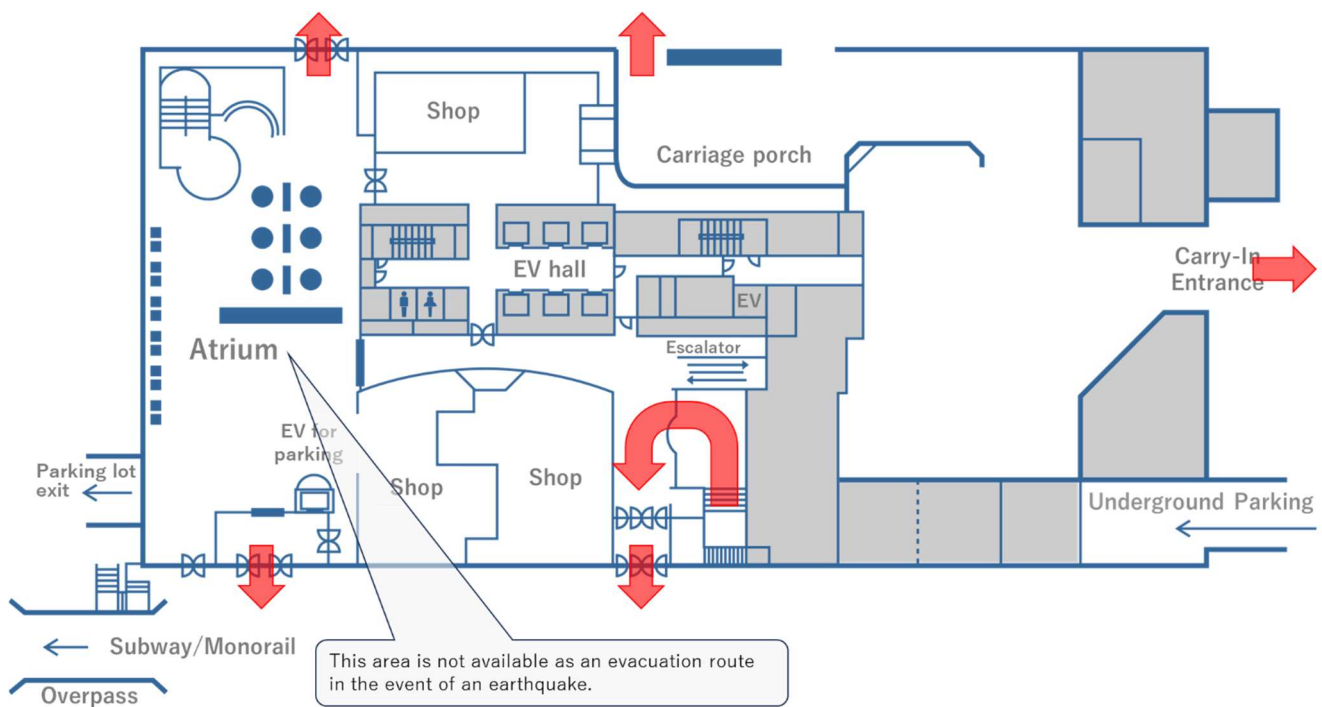 Shop
Carriage porch
EV hall
Carry-In
Entrance
EV
Escalator
Atrium
EV for
parking
Shop
Shop
Parking lot
exit
Underground Parking
Subway/Monorail
This area is not available as an evacuation route
in the event of an earthquake.
Overpass